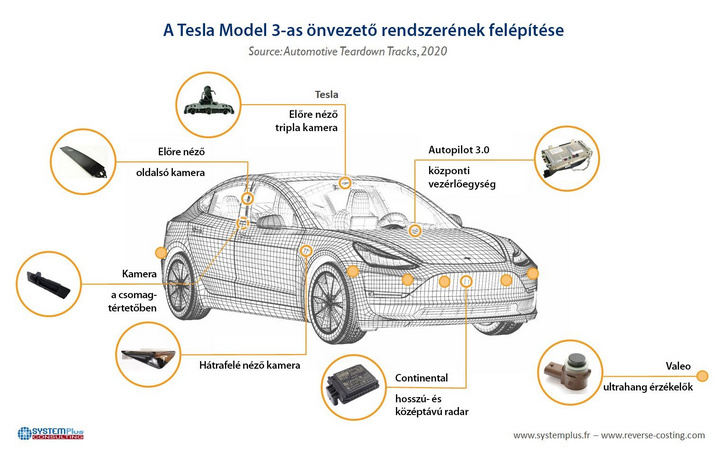 A Tesla Model 3-as önvezető rendszerének felépítése
Source: Automotive Teardown Tracks, 2020
Tesla
Előre néző
tripla kamera
Előre néző
oldalsó kamera
Autopilot 3.0
központi
vezérlőegység
Kamera
a csomag-
tértetőben
Hátrafelé néző kamera
Continental
hosszú- és
középtávú radar
Valeo
ultrahang érzékelők
SYSTEMPlus
CONSULTING
www.systemplus.fr – www.reverse-costing.com